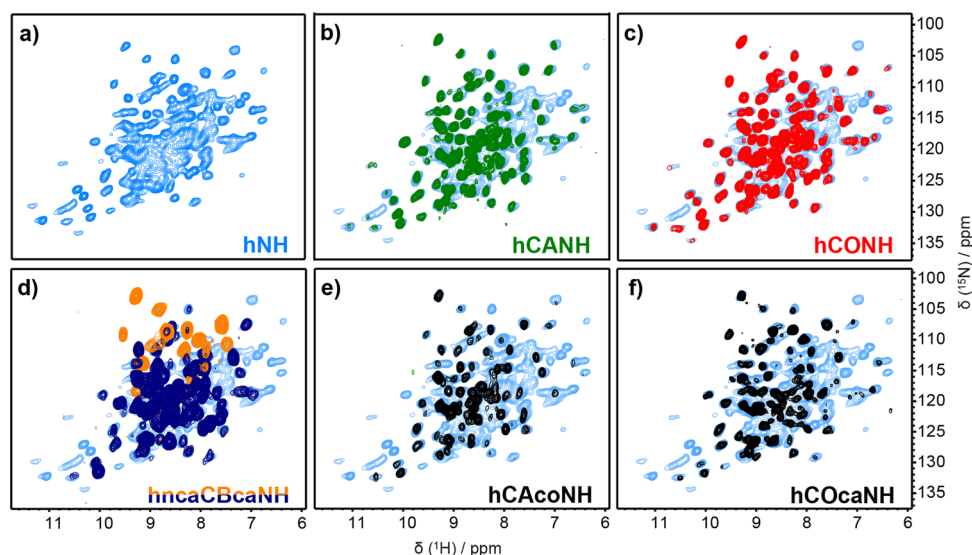 a)
hNH
b)
hCANH
c)
hCONH
100
105
110
115
120
125
130
135
d)
hncaCBcaNH
e)
hCAcoNH
f)
hCOcaNH
100
105
110
115
120
125
130
135
δ (¹⁵N) / ppm
11 10 9 8 7 6
11 10 9 8 7 6
11 10 9 8 7 6
δ (¹H) / ppm